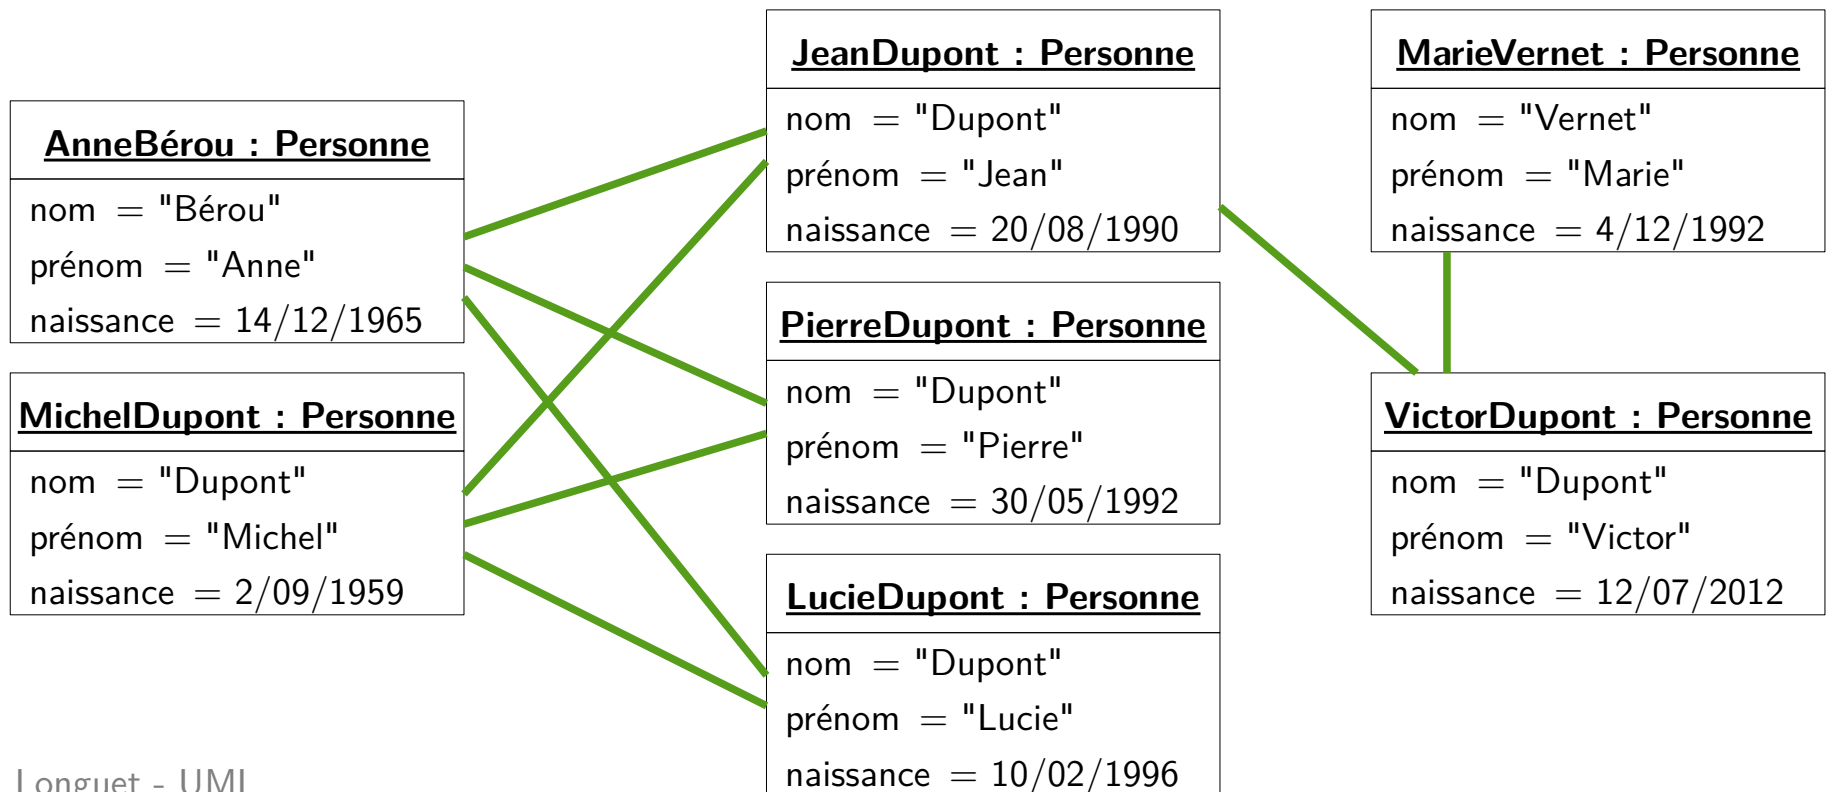 AnneBérou : Personne
nom = "Bérou"
prénom = "Anne"
naissance = 14/12/1965
MichelDupont : Personne
nom = "Dupont"
prénom = "Michel"
naissance = 2/09/1959
JeanDupont : Personne
nom = "Dupont"
prénom = "Jean"
naissance = 20/08/1990
PierreDupont : Personne
nom = "Dupont"
prénom = "Pierre"
naissance = 30/05/1992
LucieDupont : Personne
nom = "Dupont"
prénom = "Lucie"
naissance = 10/02/1996
MarieVernet : Personne
nom = "Vernet"
prénom = "Marie"
naissance = 4/12/1992
VictorDupont : Personne
nom = "Dupont"
prénom = "Victor"
naissance = 12/07/2012
Longuet - UML